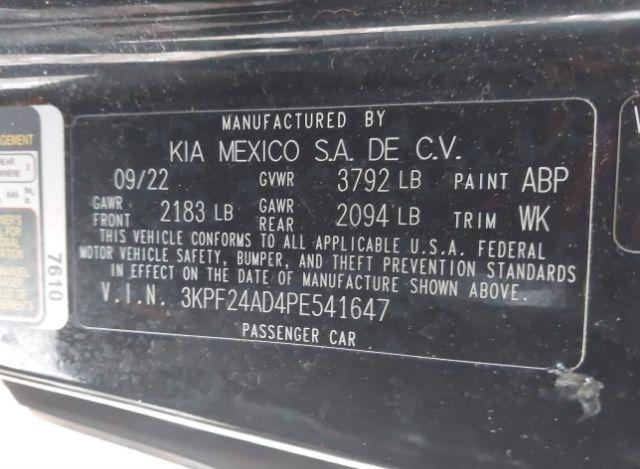 MANUFACTURED BY
KIA MEXICO S.A. DE C.V.
09/22 GVWR 3792 LB PAINT ABP
GAWR FRONT 2183 LB GAWR REAR 2094 LB TRIM WK
THIS VEHICLE CONFORMS TO ALL APPLICABLE U.S.A. FEDERAL
MOTOR VEHICLE SAFETY, BUMPER, AND THEFT PREVENTION STANDARDS
IN EFFECT ON THE DATE OF MANUFACTURE SHOWN ABOVE.
V.I.N. 3KPF24AD4PE541647
PASSENGER CAR
7610